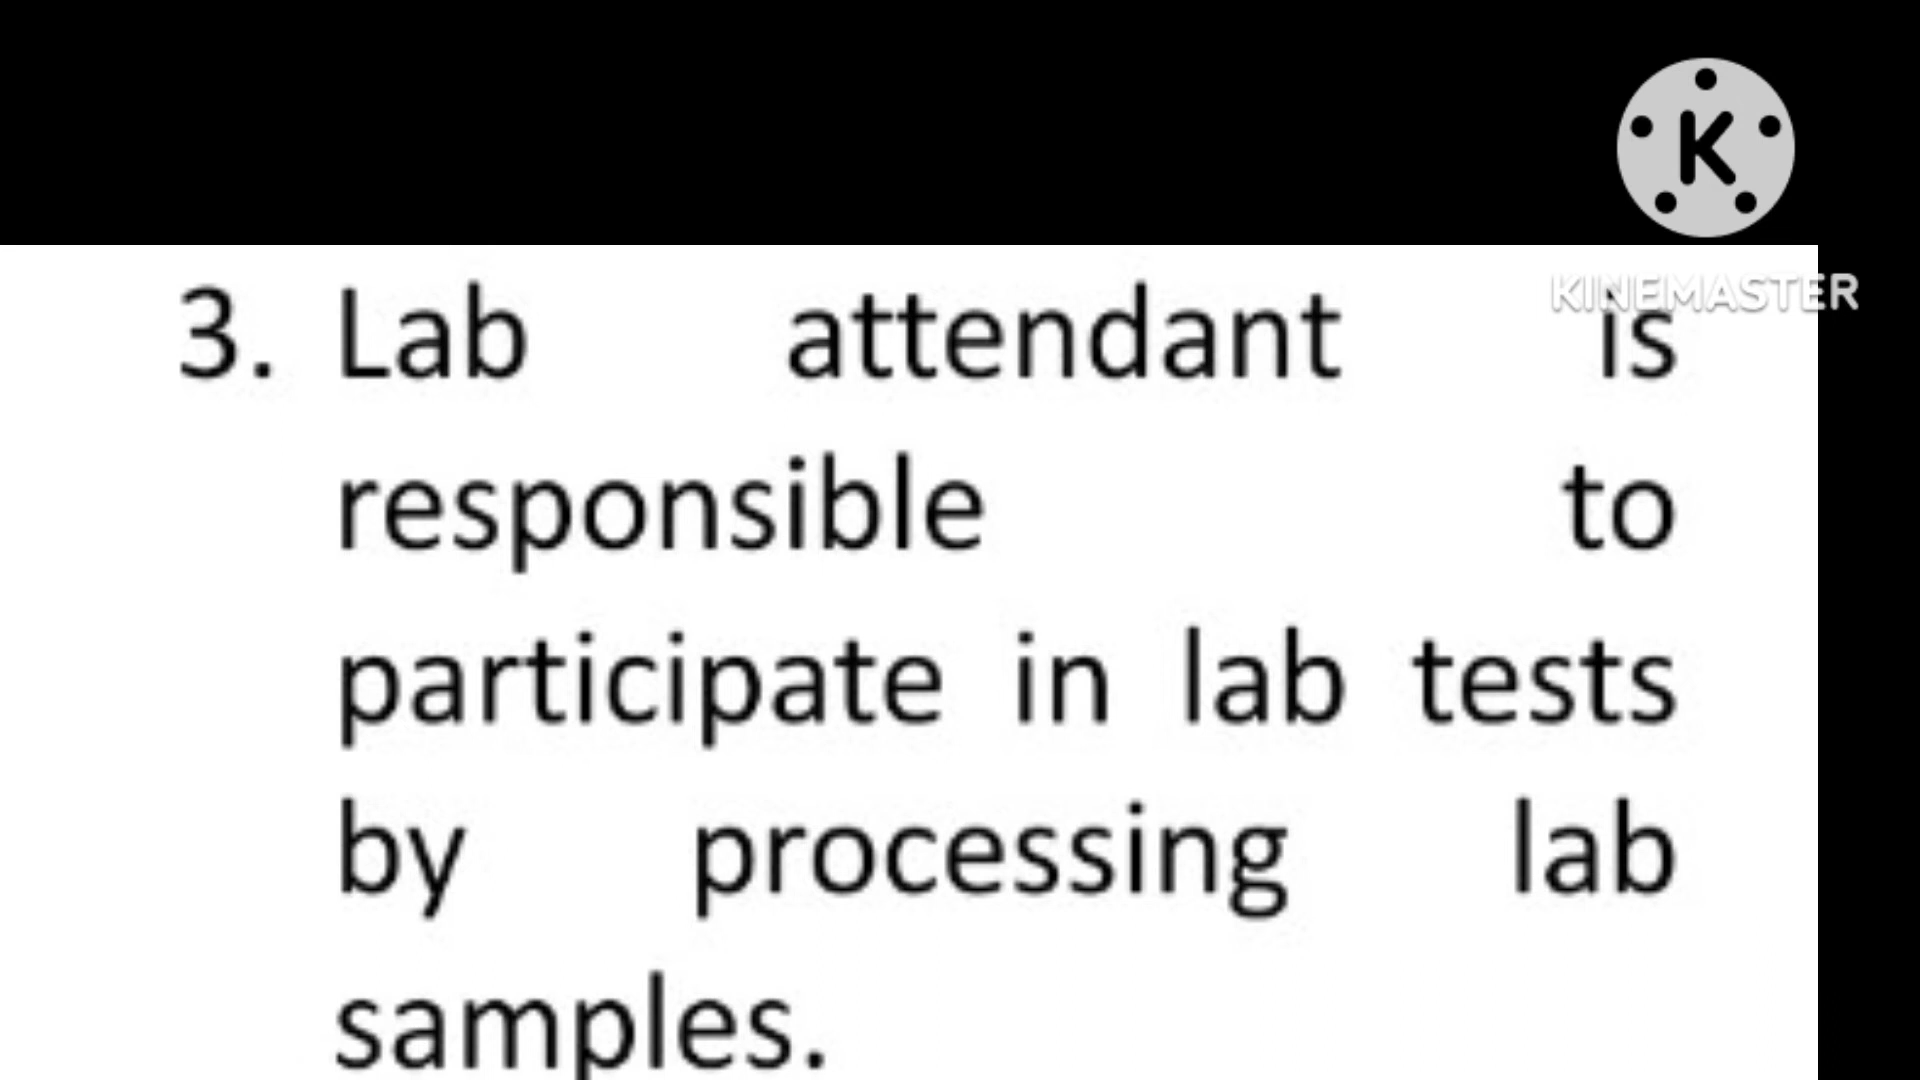 K
KINEMASTER
3. Lab attendant is
responsible to
participate in lab tests
by processing lab
samples.